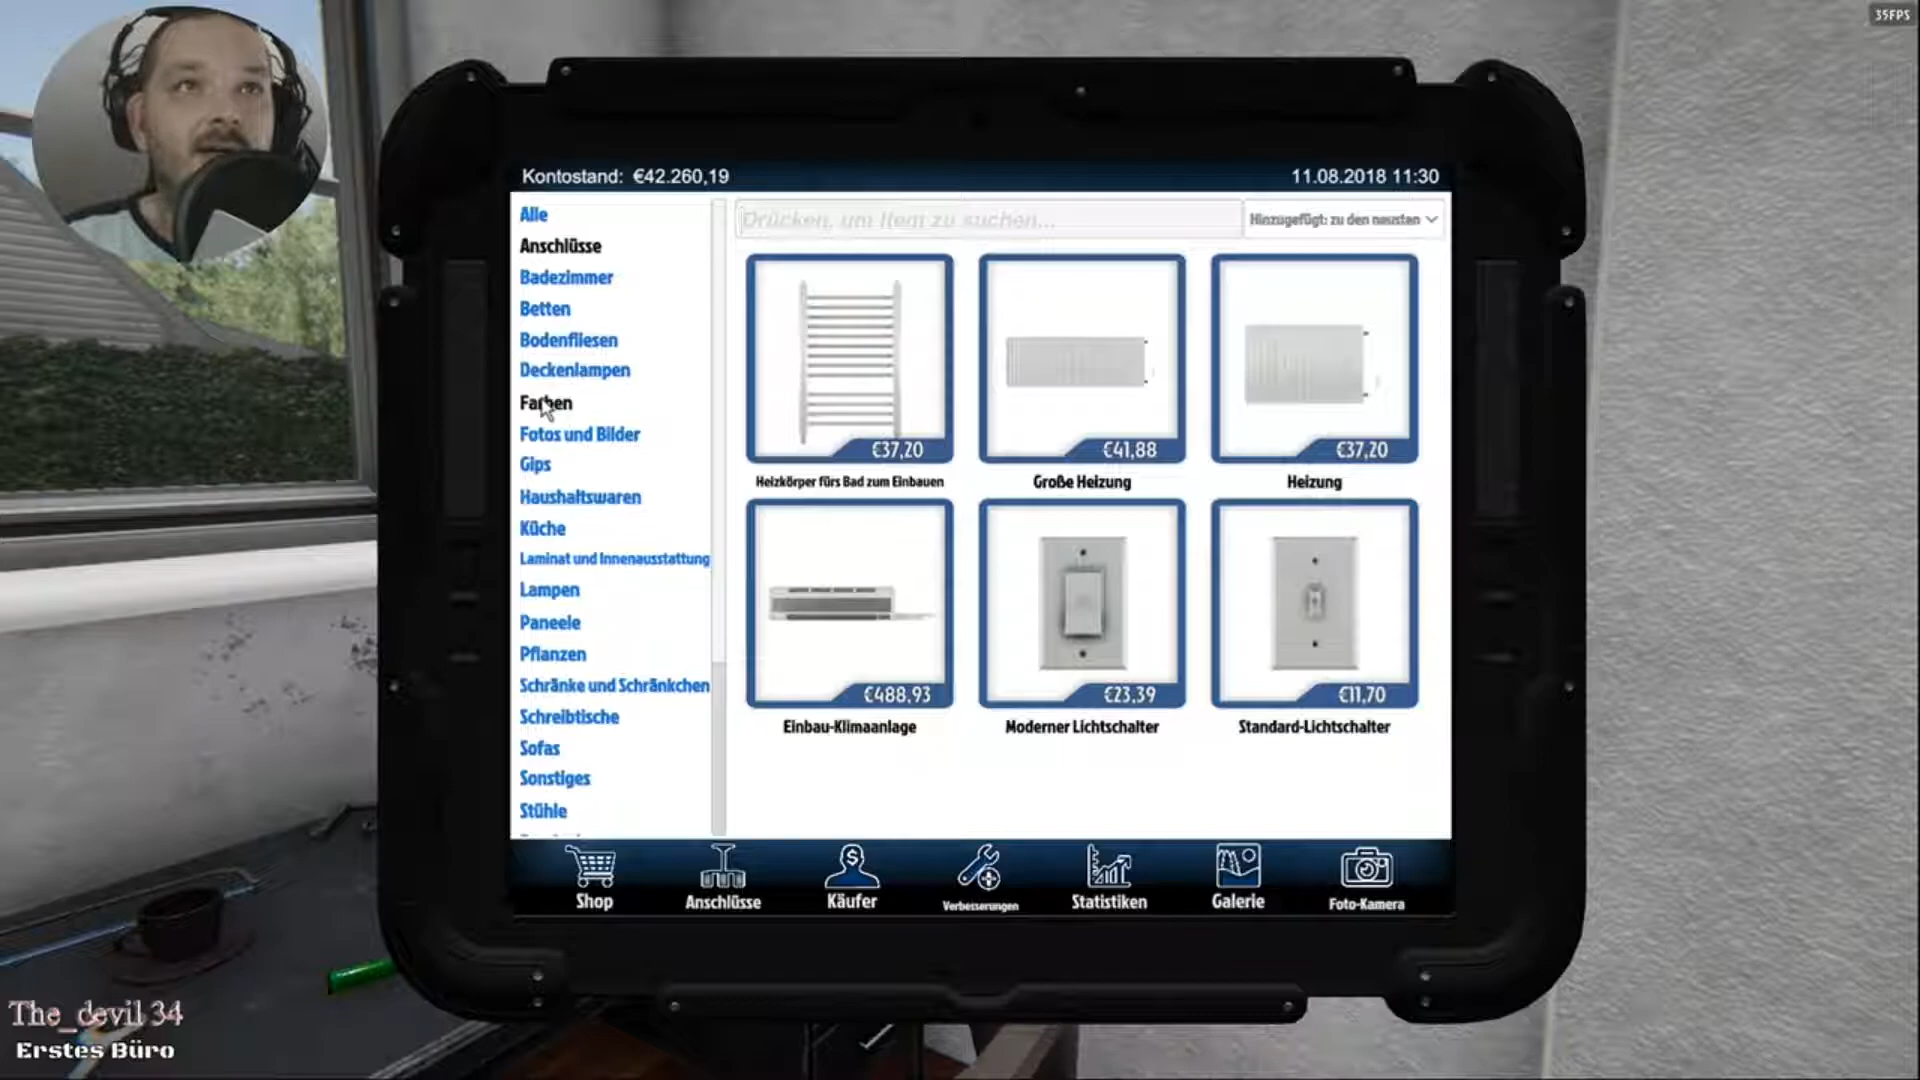 35FPS
Kontostand: €42.260,19
11.08.2018 11:30
Alle
Anschlüsse
Badezimmer
Betten
Bodenfliesen
Deckenlampen
Farben
Fotos und Bilder
Gips
Haushaltswaren
Küche
Laminat und Innenausstattung
Lampen
Paneele
Pflanzen
Schränke und Schränkchen
Schreibtische
Sofas
Sonstiges
Stühle
Drücken, um Text zu suchen...
Hinzugefügt: zu den neusten
€37,20
€41,88
€37,20
Heizkörper fürs Bad zum Einbauen
Große Heizung
Heizung
€488,93
€23,39
€11,70
Einbau-Klimaanlage
Moderner Lichtschalter
Standard-Lichtschalter
Shop
Anschlüsse
Käufer
Verbesserungen
Statistiken
Galerie
Foto-Kamera
The_devil 34
Erstes Büro